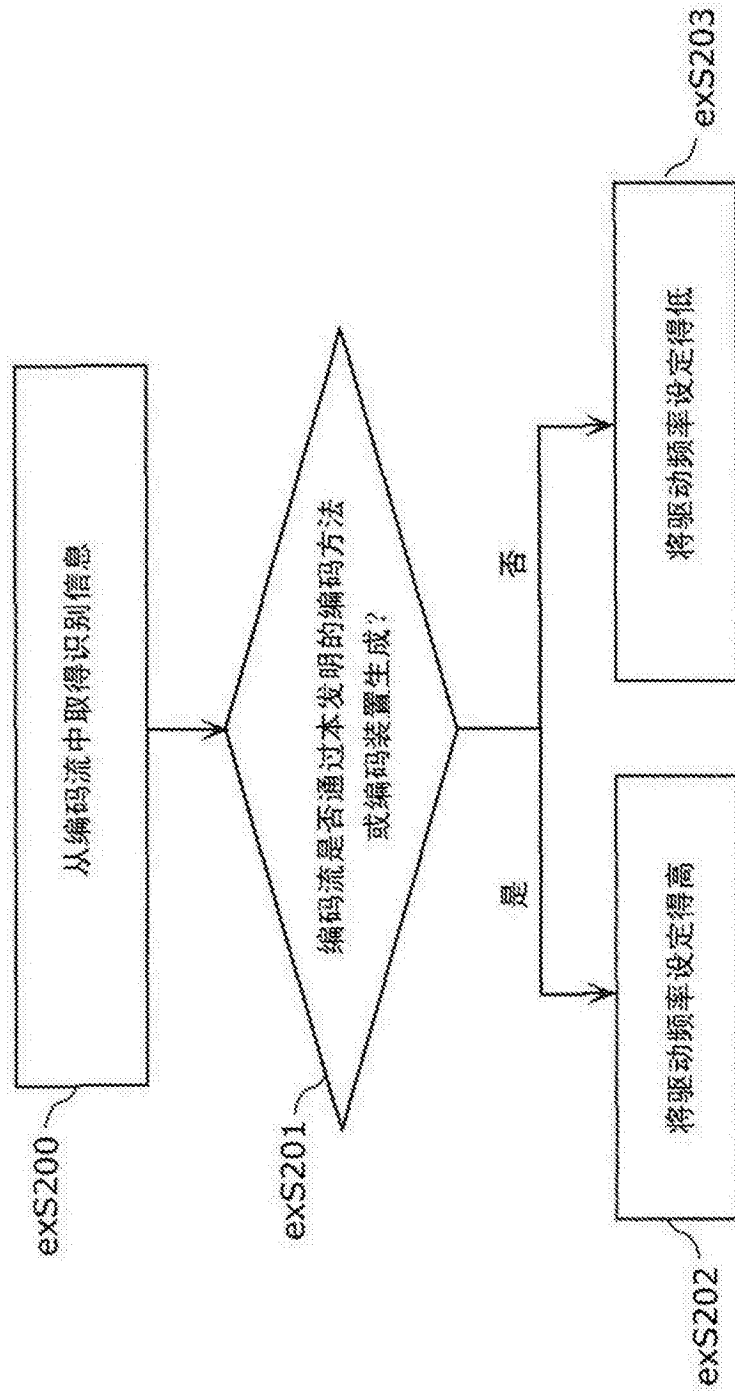 exS200
从编码流中取得识别信息
exS201
编码流是否通过本发明的编码方法
或编码装置生成？
是
否
exS202
将驱动频率设定得高
将驱动频率设定得低
exS203